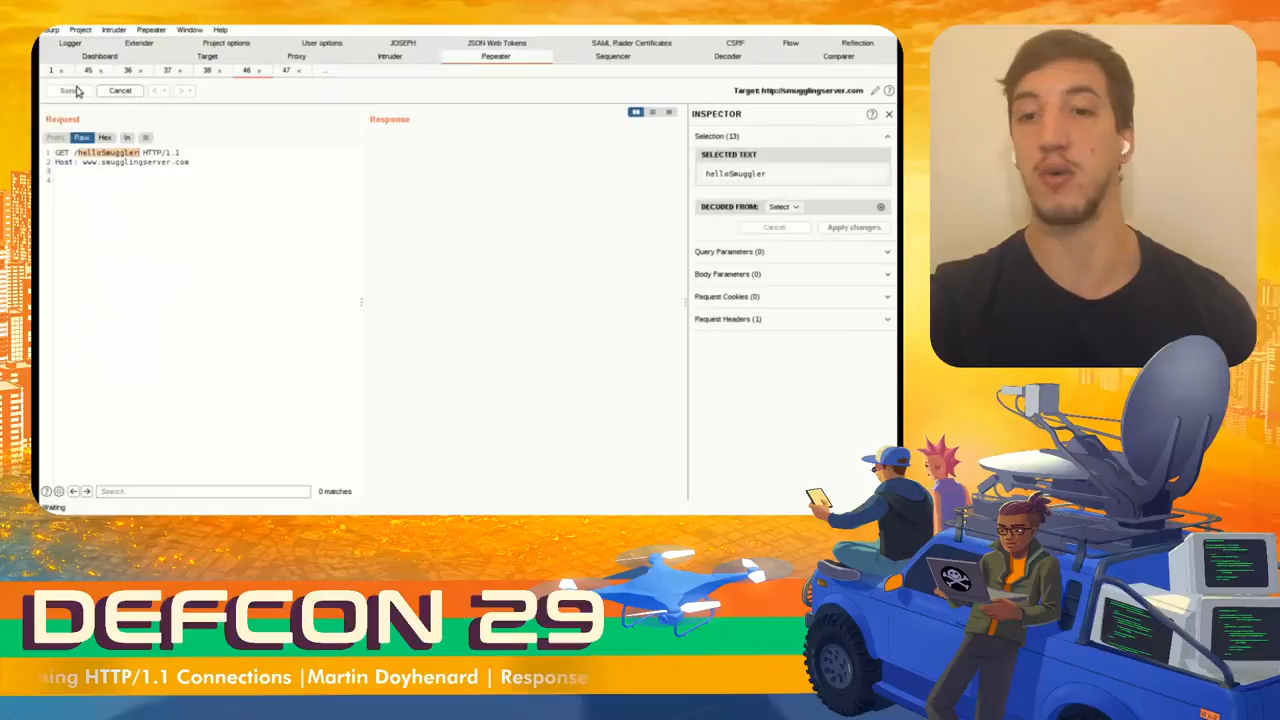 Burp Project Intruder Repeater Window Help
Logger Extender Project options User options JOSEPH JSON Web Tokens SAML Raider Certificates CSRF Flow Reflection
Dashboard Target Proxy Intruder Repeater Sequencer Decoder Comparer
1 × 45 × 36 × 37 × 38 × 46 × 47 × ...
Cancel < >
Target: http://smugglingserver.com
Request
Response
INSPECTOR
Pretty Raw Hex \n
Selection (13)
1 GET /helloSmuggler HTTP/1.1
2 Host: www.smugglingserver.com
3
4
SELECTED TEXT
helloSmuggler
DECODED FROM: Select
Cancel Apply changes
Query Parameters (0)
Body Parameters (0)
Request Cookies (0)
Request Headers (1)
Search
0 matches
Waiting
DEFCON 29
ning HTTP/1.1 Connections |Martin Doyhenard | Response